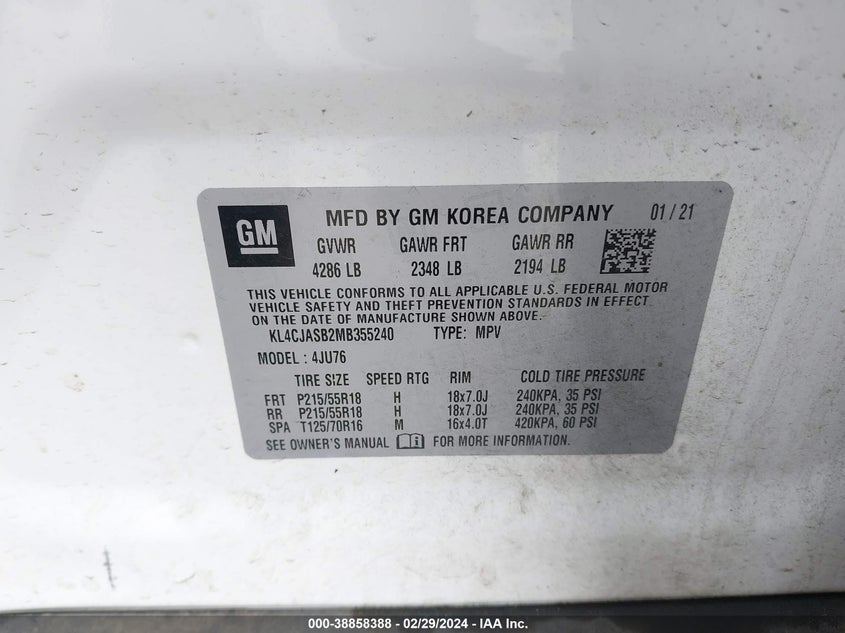 GM
MFD BY GM KOREA COMPANY 01/21
GVWR GAWR FRT GAWR RR
4286 LB 2348 LB 2194 LB
THIS VEHICLE CONFORMS TO ALL APPLICABLE U.S. FEDERAL MOTOR
VEHICLE SAFETY AND THEFT PREVENTION STANDARDS IN EFFECT
ON THE DATE OF MANUFACTURE SHOWN ABOVE.
KL4CJASB2MB355240 TYPE: MPV
MODEL: 4JU76
TIRE SIZE SPEED RTG RIM COLD TIRE PRESSURE
FRT P215/55R18 H 18x7.0J 240KPA, 35 PSI
RR P215/55R18 H 18x7.0J 240KPA, 35 PSI
SPA T125/70R16 M 16x4.0T 420KPA, 60 PSI
SEE OWNER'S MANUAL FOR MORE INFORMATION.
000-38858388 - 02/29/2024 - IAA Inc.